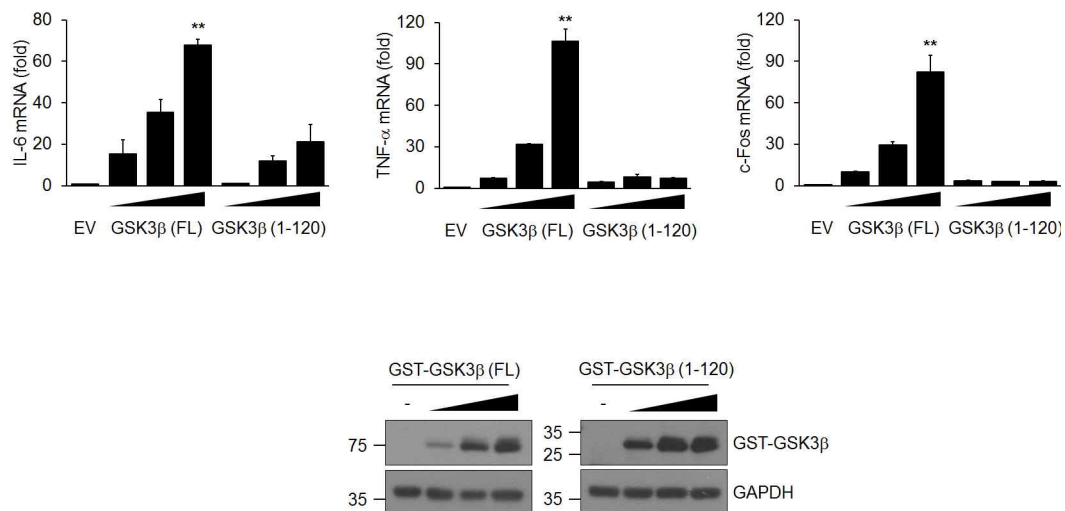 IL-6 mRNA (fold)
80
60
40
20
0
**
EV GSK3β (FL) GSK3β (1-120)
TNF-α mRNA (fold)
120
90
60
30
0
**
EV GSK3β (FL) GSK3β (1-120)
c-Fos mRNA (fold)
120
90
60
30
0
**
EV GSK3β (FL) GSK3β (1-120)
GST-GSK3β (FL) GST-GSK3β (1-120)
- -
75 35 GST-GSK3β
25
35 35 GAPDH